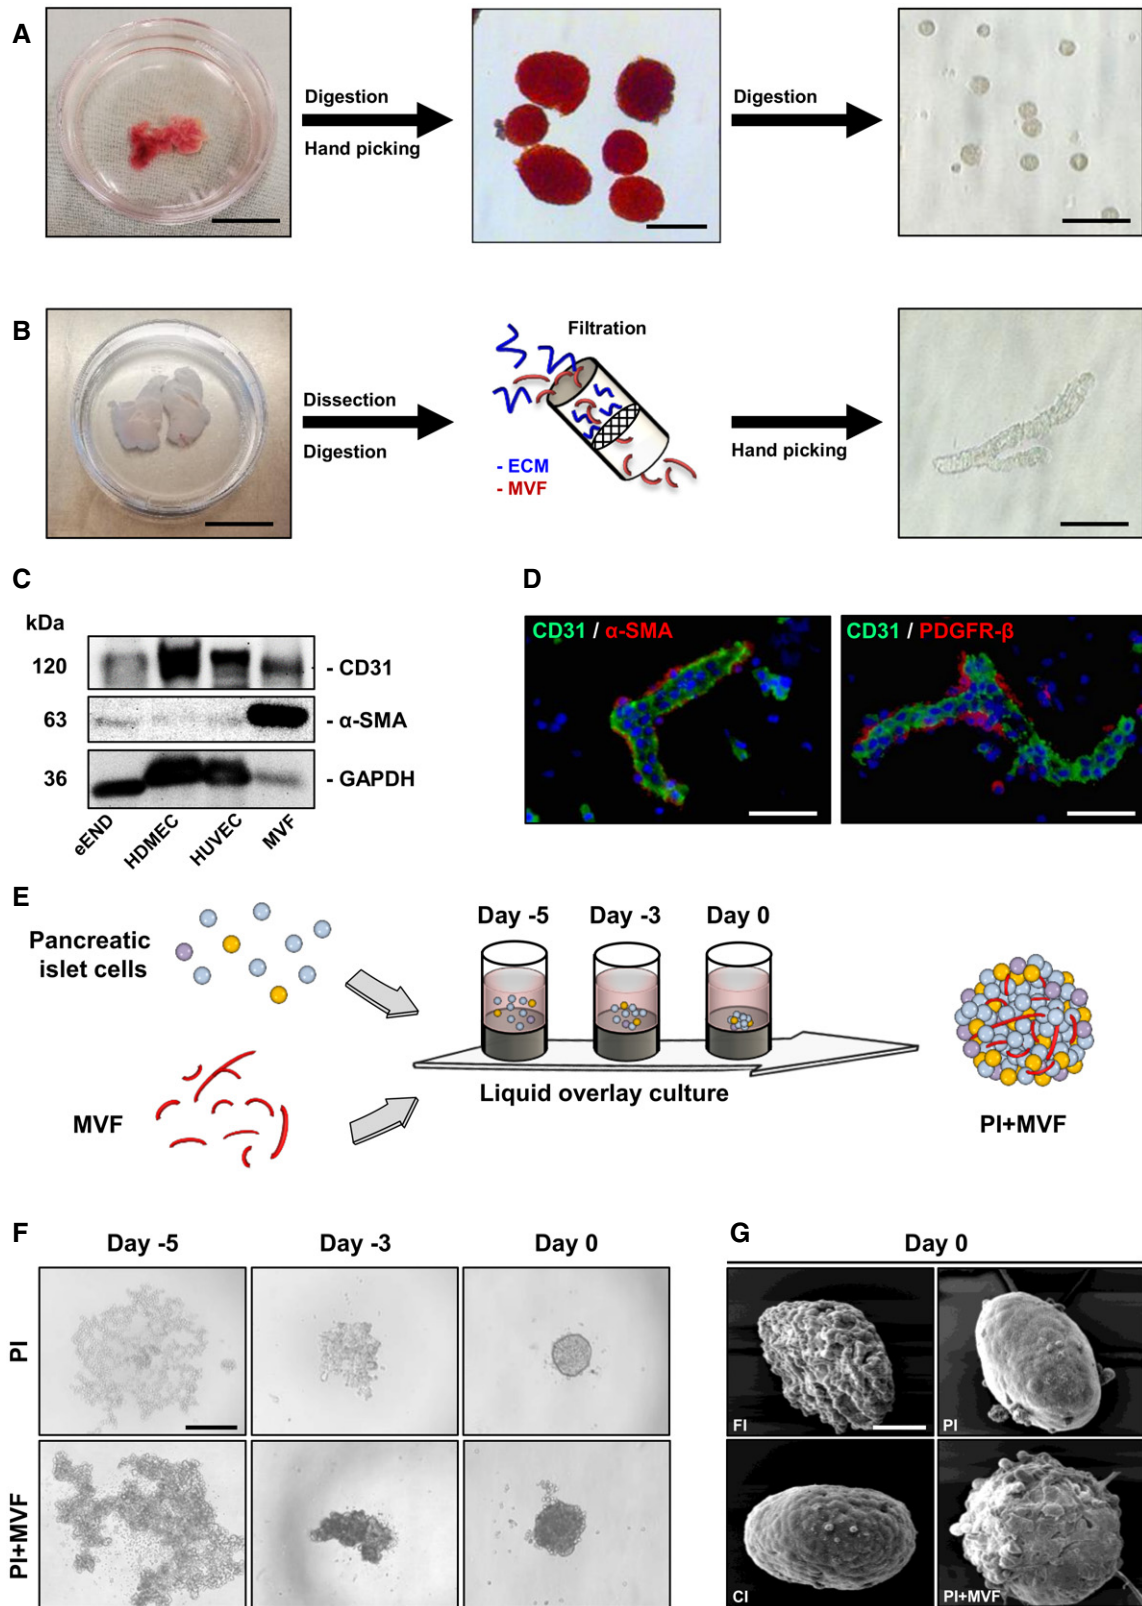 A
Digestion
Hand picking
Digestion
B
Dissection
Digestion
Filtration
- ECM
- MVF
Hand picking
C
kDa
120
- CD31
63
- α-SMA
36
- GAPDH
eEND
HDMEC
HUVEC
MVF
D
CD31 / α-SMA
CD31 / PDGFR-β
E
Pancreatic
islet cells
MVF
Day -5
Day -3
Day 0
Liquid overlay culture
PI+MVF
F
Day -5
Day -3
Day 0
PI
PI+MVF
G
Day 0
FI
PI
CI
PI+MVF